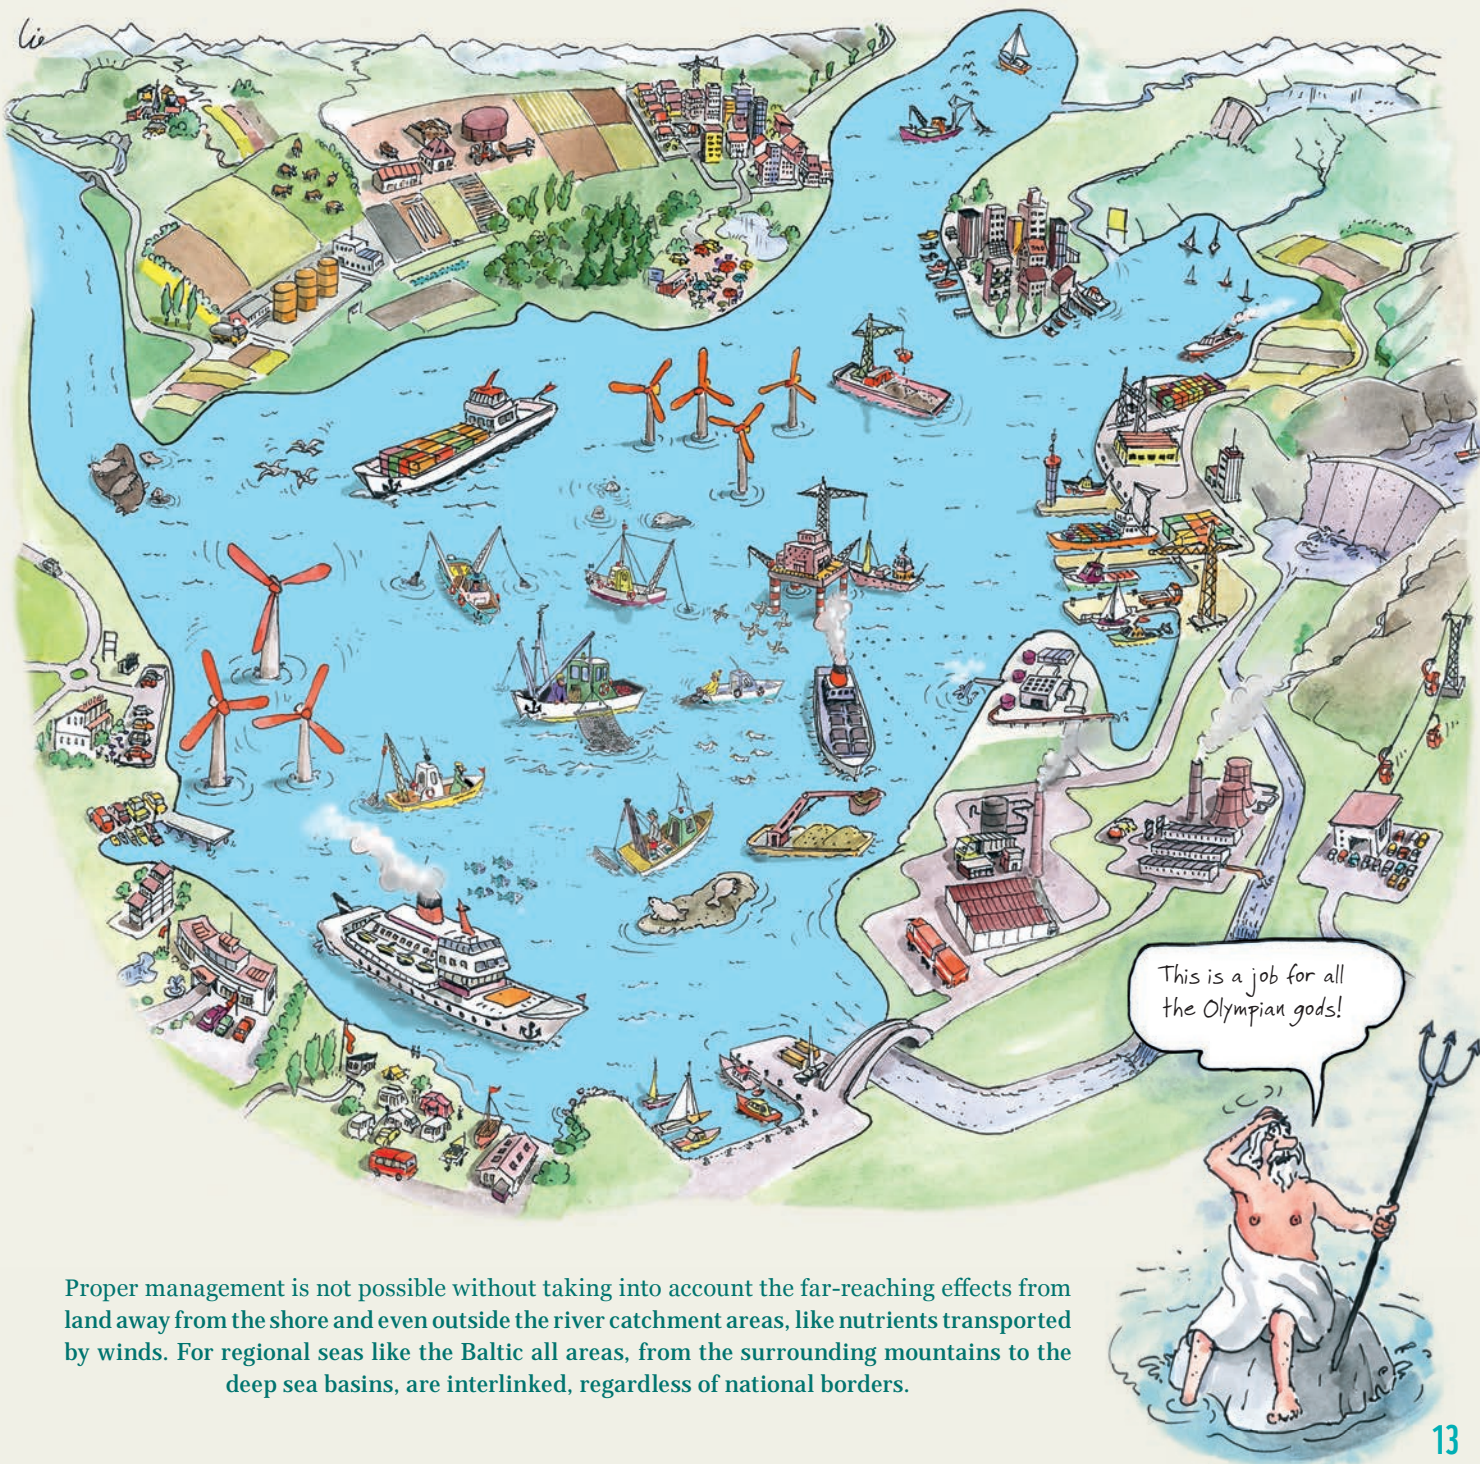 Lie
This is a job for all
the Olympian gods!
Proper management is not possible without taking into account the far-reaching effects from
land away from the shore and even outside the river catchment areas, like nutrients transported
by winds. For regional seas like the Baltic all areas, from the surrounding mountains to the
deep sea basins, are interlinked, regardless of national borders.
13